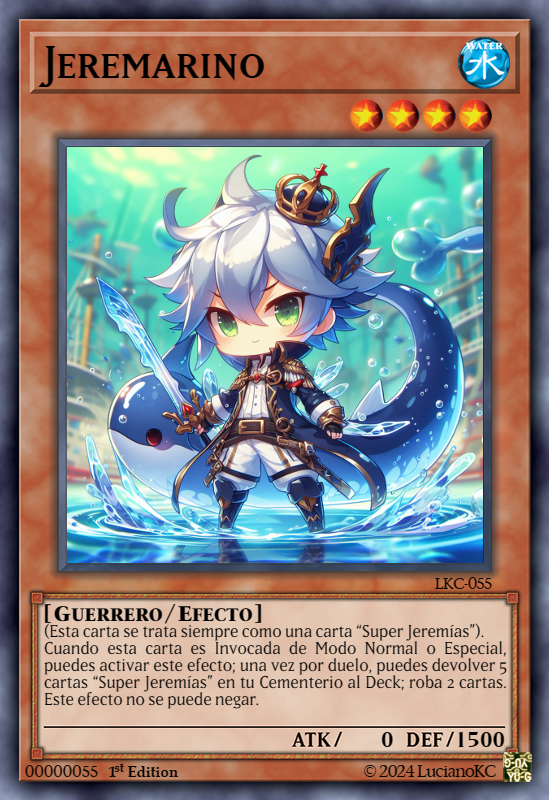 JEREMARINO
WATER
水
LKC-055
[GUERRERO/EFECTO]
(Esta carta se trata siempre como una carta “Super Jeremías”).
Cuando esta carta es Invocada de Modo Normal o Especial,
puedes activar este efecto; una vez por duelo, puedes devolver 5
cartas “Super Jeremías” en tu Cementerio al Deck; roba 2 cartas.
Este efecto no se puede negar.
ATK/ 0 DEF/1500
00000055 1st Edition © 2024 LucianoKC